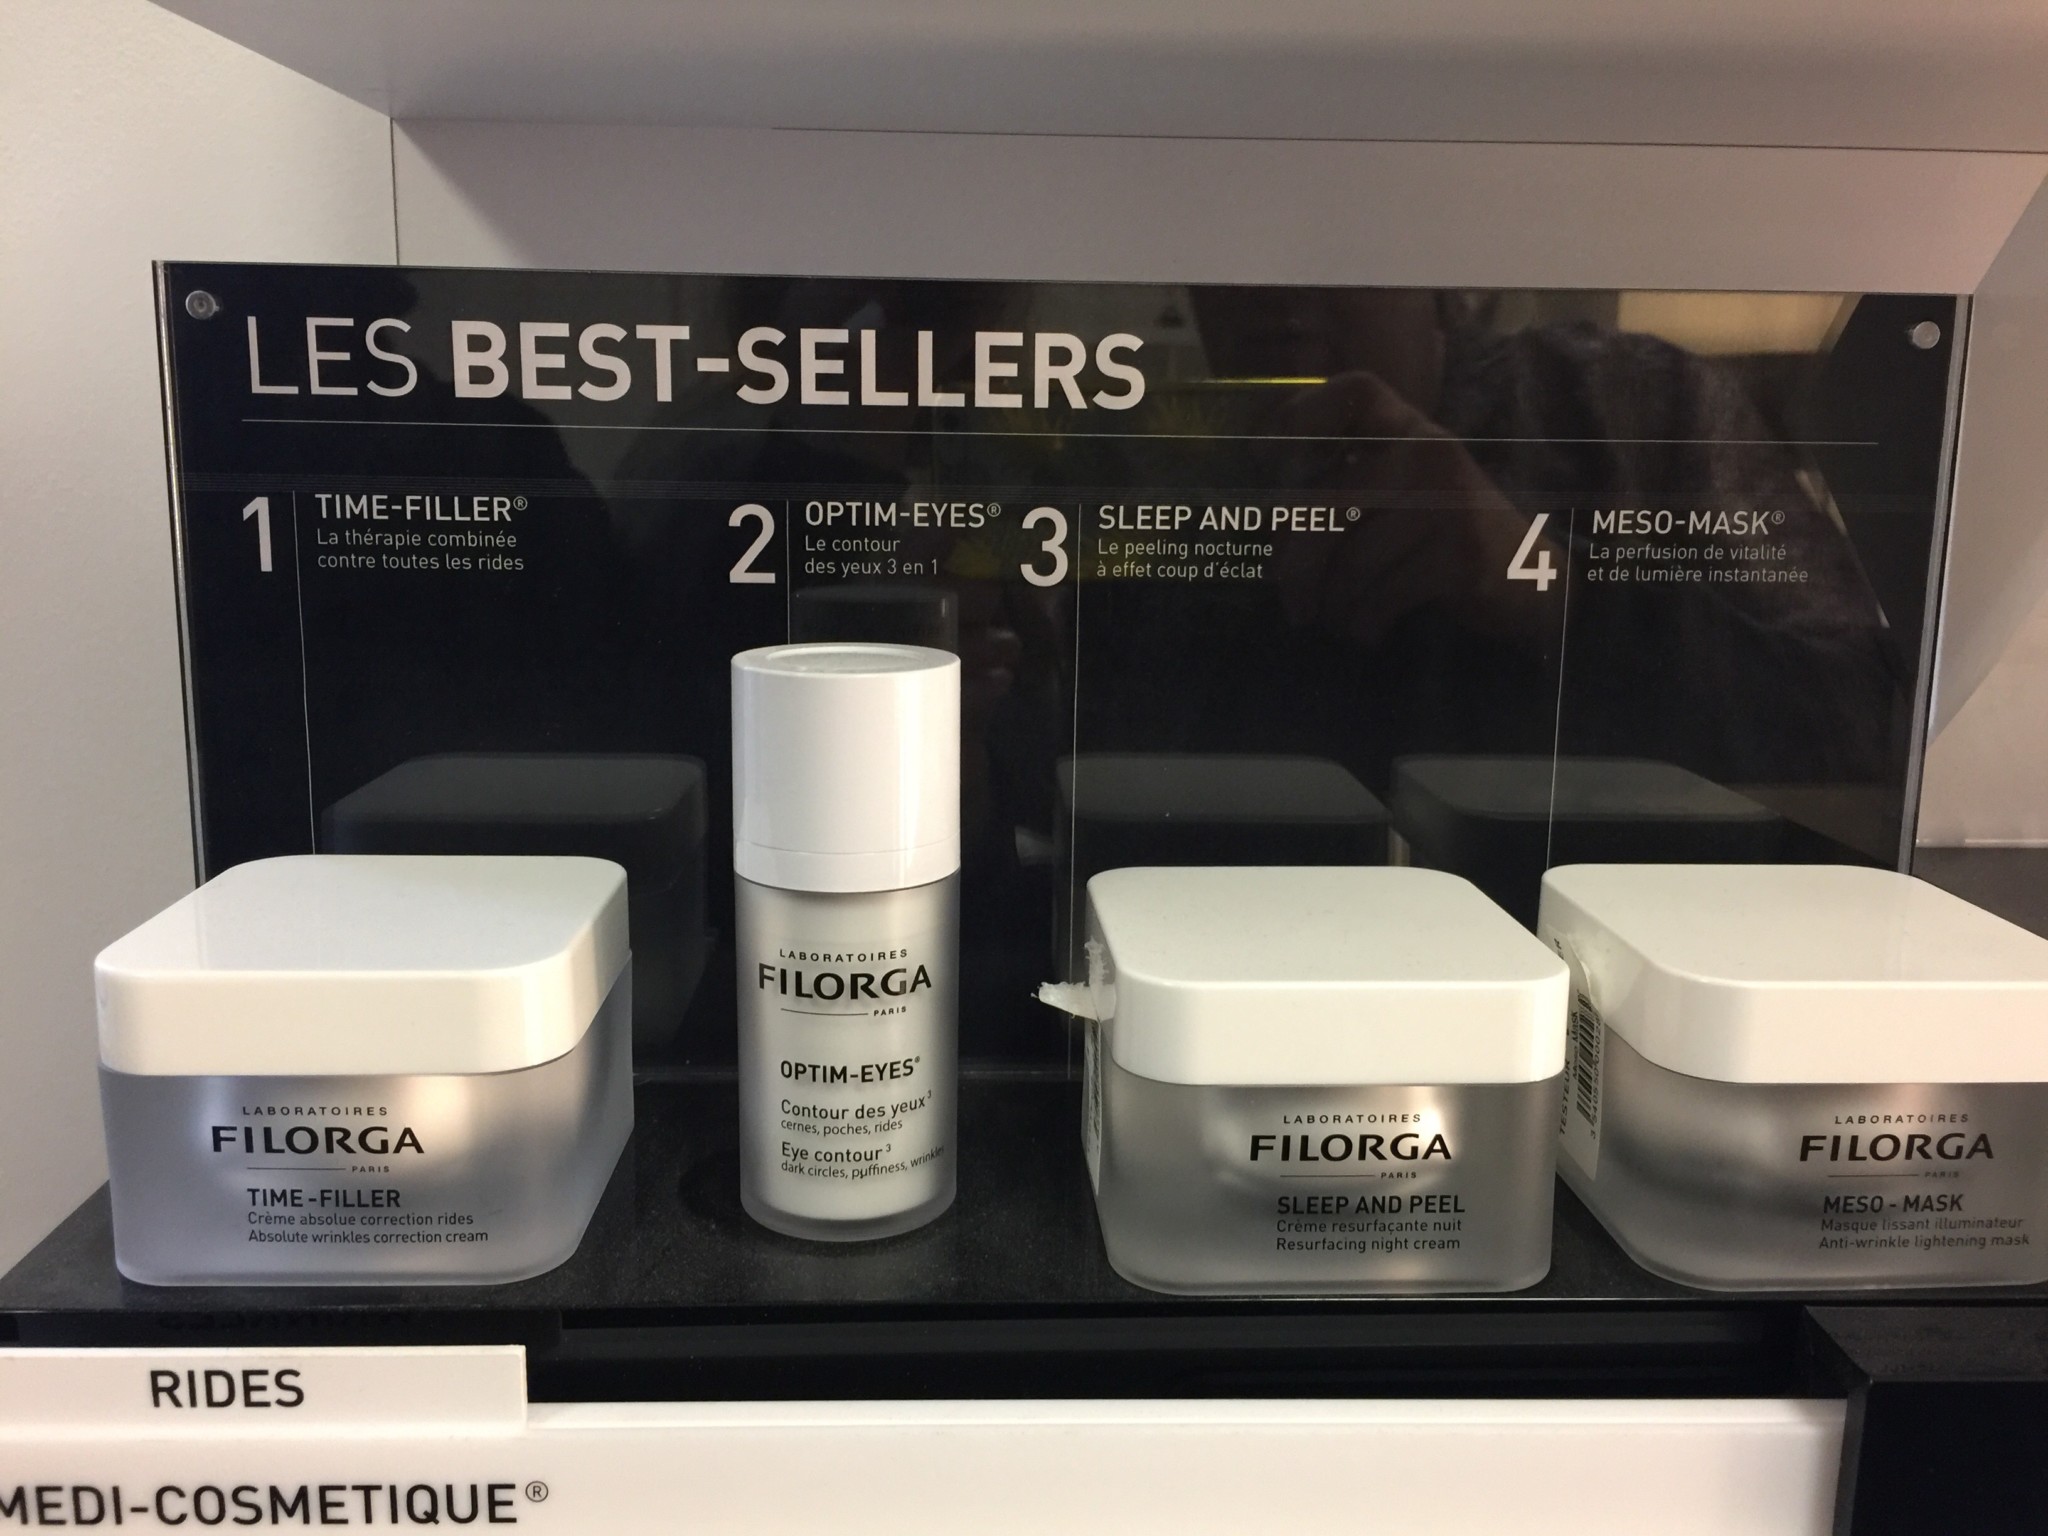 LES BEST-SELLERS
1
TIME-FILLER®
La thérapie combinée
contre toutes les rides
2
OPTIM-EYES®
Le contour
des yeux 3 en 1
3
SLEEP AND PEEL®
Le peeling nocturne
à effet coup d'éclat
4
MESO-MASK®
La perfusion de vitalité
et de lumière instantanée
LABORATOIRES
FILORGA
PARIS
TIME-FILLER
Crème absolue correction rides
Absolute wrinkles correction cream
LABORATOIRES
FILORGA
PARIS
OPTIM-EYES®
Contour des yeux³
cernes, poches, rides
Eye contour³
dark circles, puffiness, wrinkles
LABORATOIRES
FILORGA
PARIS
SLEEP AND PEEL
Crème resurfaçante nuit
Resurfacing night cream
TESTEUR
Meso Mask
LABORATOIRES
FILORGA
PARIS
MESO - MASK
Masque lissant illuminateur
Anti-wrinkle lightening mask
RIDES
MEDI-COSMETIQUE®